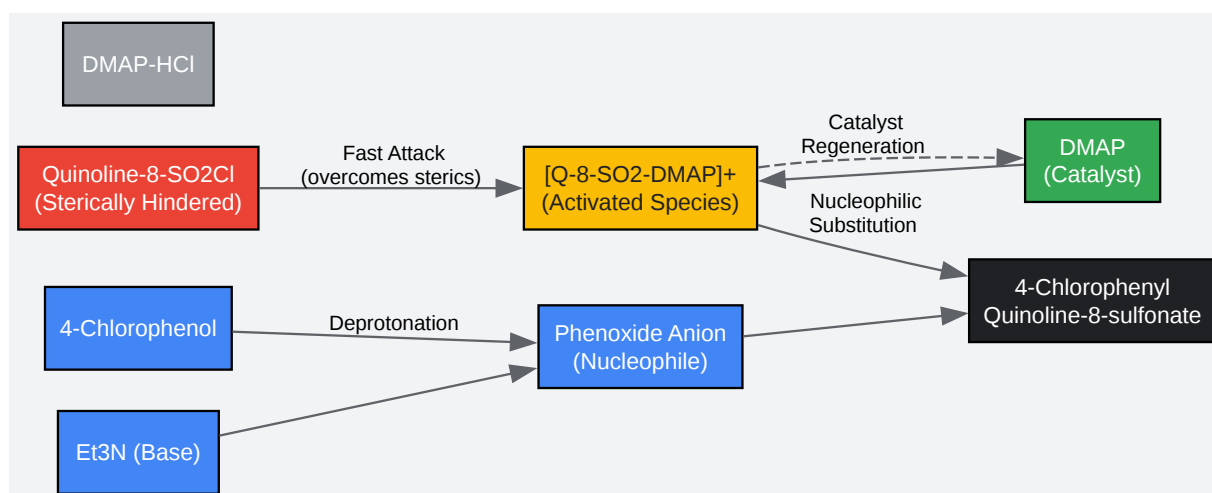 DMAP-HCl
Quinoline-8-SO2Cl
(Sterically Hindered)
Fast Attack
(overcomes sterics)
[Q-8-SO2-DMAP]+
(Activated Species)
Catalyst
Regeneration
DMAP
(Catalyst)
Nucleophilic
Substitution
4-Chlorophenol
Deprotonation
Phenoxide Anion
(Nucleophile)
4-Chlorophenyl
Quinoline-8-sulfonate
Et3N (Base)